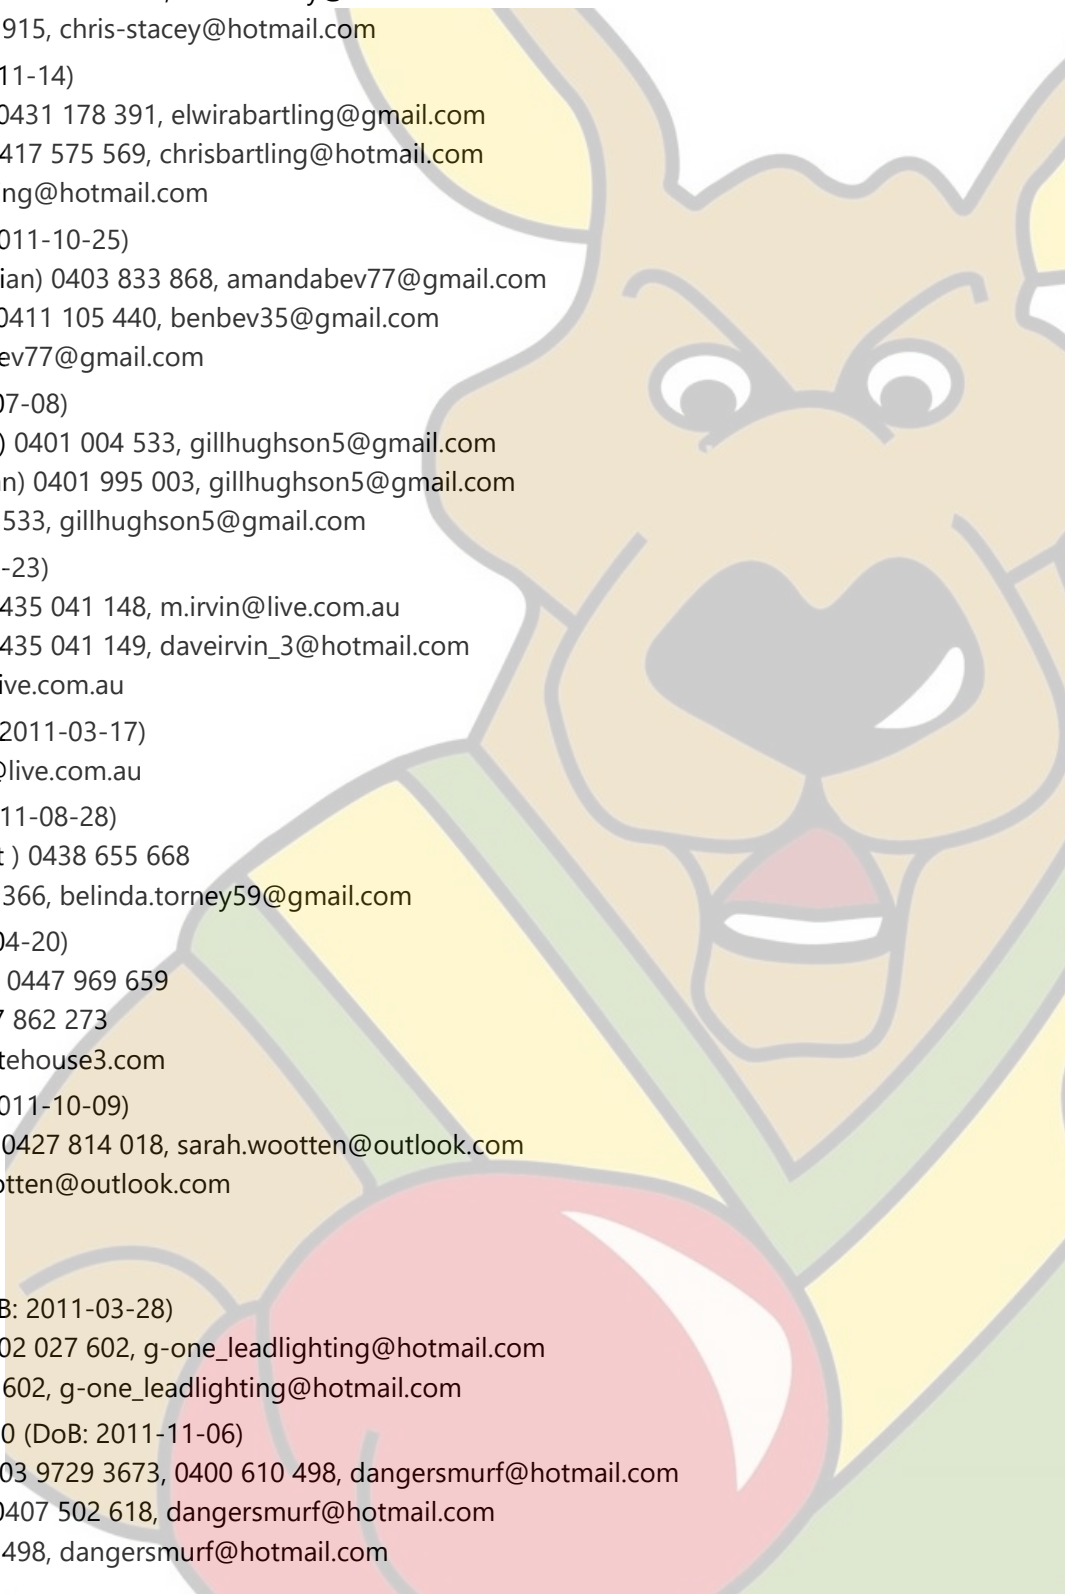 915, chris-stacey@hotmail.com
11-14)
0431 178 391, elwirabartling@gmail.com
417 575 569, chrisbartling@hotmail.com
ng@hotmail.com
011-10-25)
ian) 0403 833 868, amandabev77@gmail.com
0411 105 440, benbev35@gmail.com
ev77@gmail.com
07-08)
) 0401 004 533, gillhughson5@gmail.com
an) 0401 995 003, gillhughson5@gmail.com
533, gillhughson5@gmail.com
-23)
435 041 148, m.irvin@live.com.au
435 041 149, daveirvin_3@hotmail.com
ive.com.au
2011-03-17)
@live.com.au
11-08-28)
t ) 0438 655 668
366, belinda.torney59@gmail.com
04-20)
0447 969 659
7 862 273
tehouse3.com
011-10-09)
0427 814 018, sarah.wootten@outlook.com
otten@outlook.com
B: 2011-03-28)
02 027 602, g-one_leadlighting@hotmail.com
602, g-one_leadlighting@hotmail.com
0 (DoB: 2011-11-06)
03 9729 3673, 0400 610 498, dangersmurf@hotmail.com
0407 502 618, dangersmurf@hotmail.com
498, dangersmurf@hotmail.com